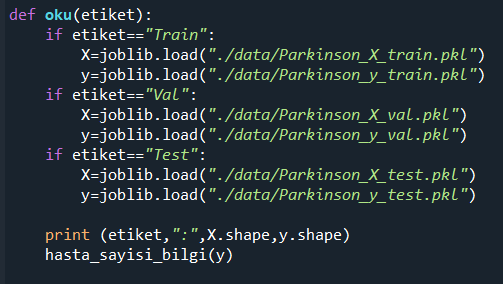 def oku(etiket):
    if etiket=="Train":
        X=joblib.load("./data/Parkinson_X_train.pkl")
        y=joblib.load("./data/Parkinson_y_train.pkl")
    if etiket=="Val":
        X=joblib.load("./data/Parkinson_X_val.pkl")
        y=joblib.load("./data/Parkinson_y_val.pkl")
    if etiket=="Test":
        X=joblib.load("./data/Parkinson_X_test.pkl")
        y=joblib.load("./data/Parkinson_y_test.pkl")
    print (etiket,":",X.shape,y.shape)
    hasta_sayisi_bilgi(y)